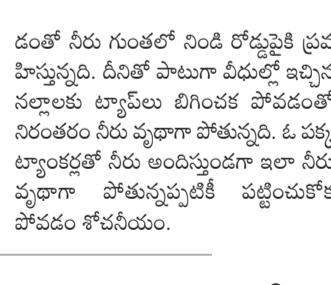 డంతో నీరు గుంతలో నిండి రోడ్డుపైకి ప్రవ
హిస్తున్నది. దీనితో పాటుగా వీధుల్లో ఇచ్చిన
నల్లాలకు ట్యాప్‌లు బిగించక పోవడంతో
నిరంతరం నీరు వృథాగా పోతున్నది. ఓ పక్క
ట్యాంకర్లతో నీరు అందిస్తుండగా ఇలా నీరు
వృథాగా పోతున్నప్పటికీ పట్టించుకోక
పోవడం శోచనీయం.